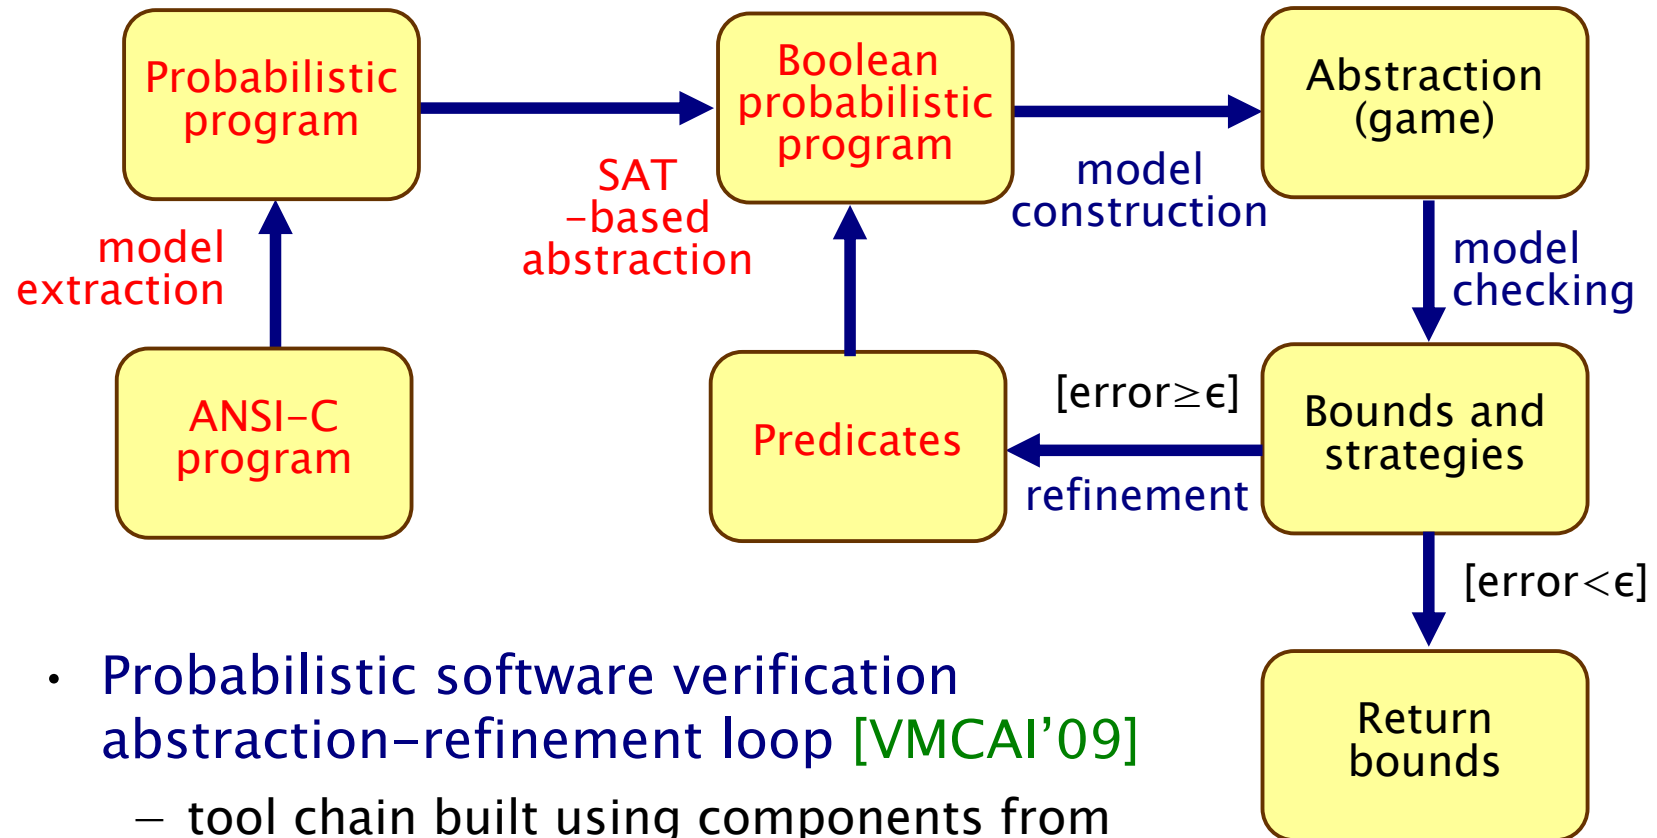 Probabilistic
program
Boolean
probabilistic
program
Abstraction
(game)
SAT
-based
abstraction
model
construction
model
extraction
model
checking
ANSI-C
program
Predicates
[error≥ϵ]
refinement
Bounds and
strategies
[error<ϵ]
Return
bounds
• Probabilistic software verification
abstraction-refinement loop [VMCAI'09]
– tool chain built using components from